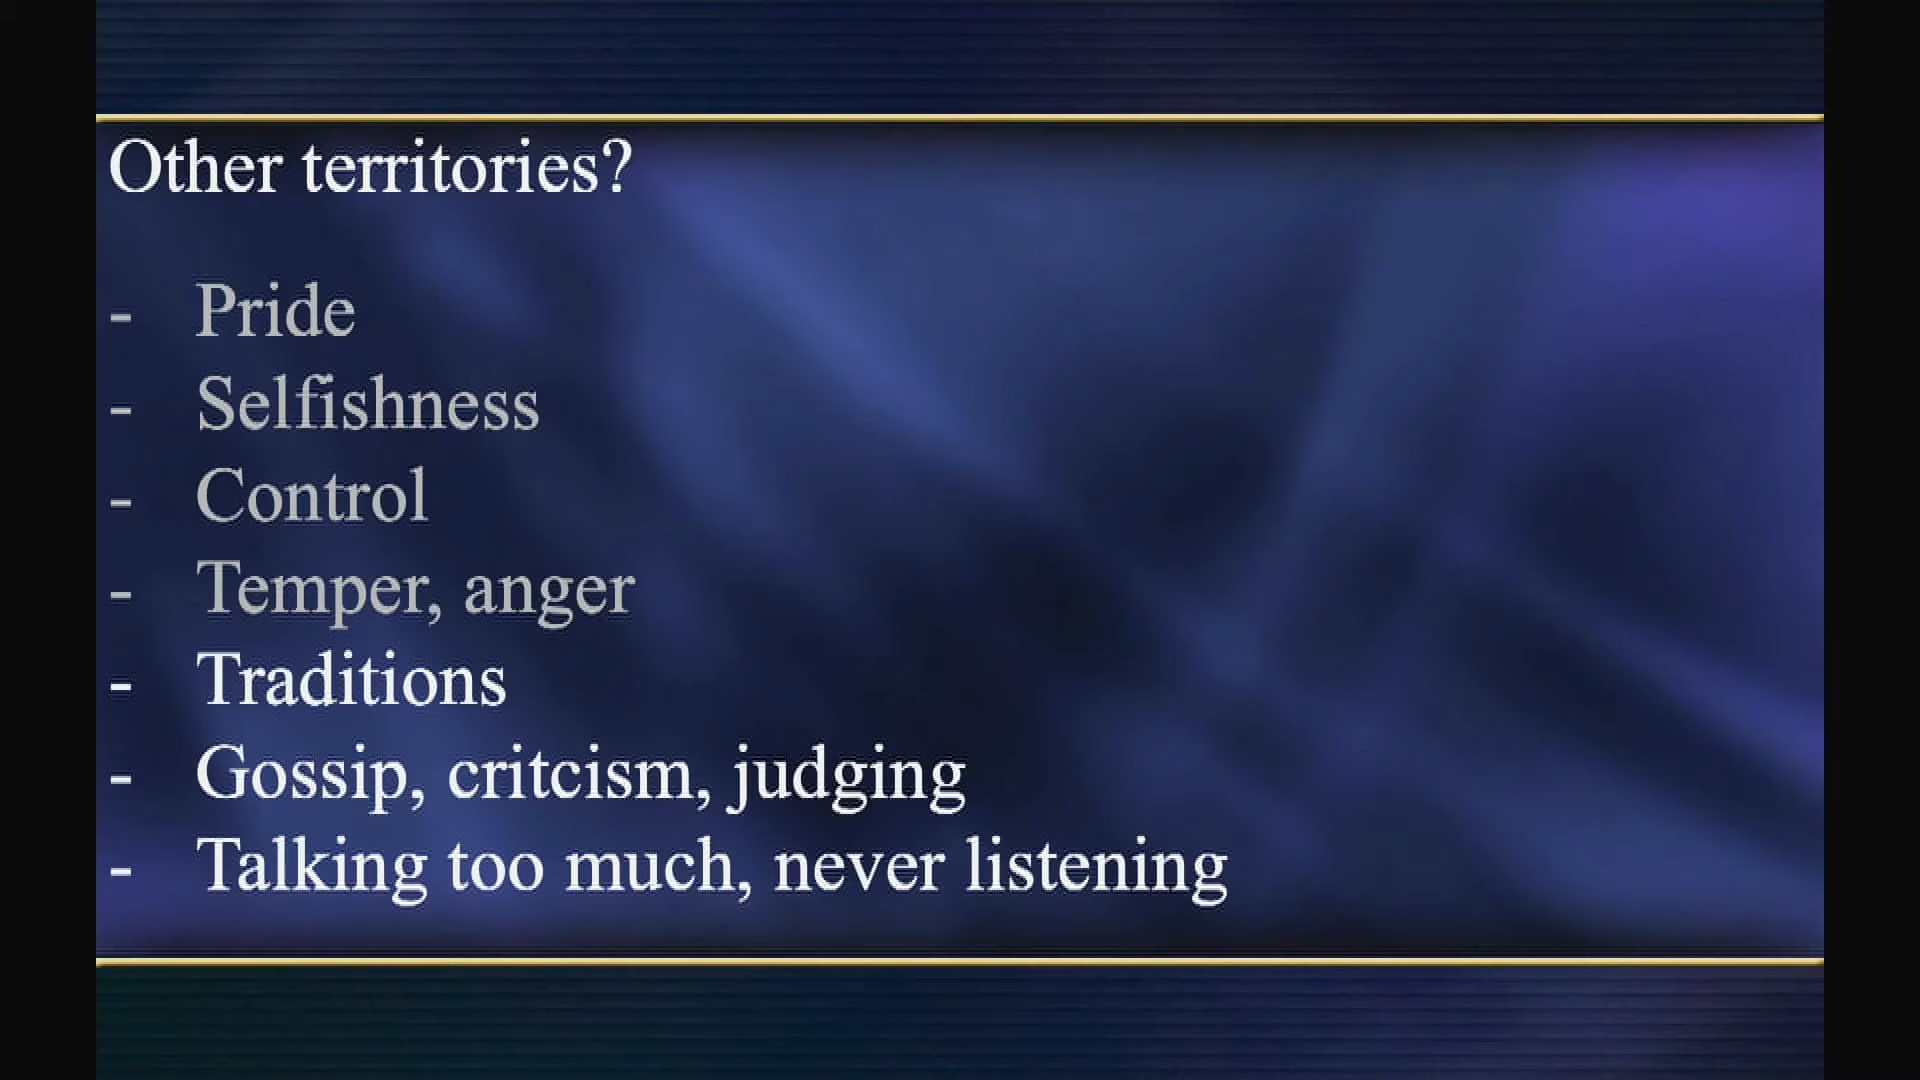 Other territories?
- Pride
- Selfishness
- Control
- Temper, anger
- Traditions
- Gossip, critcism, judging
- Talking too much, never listening